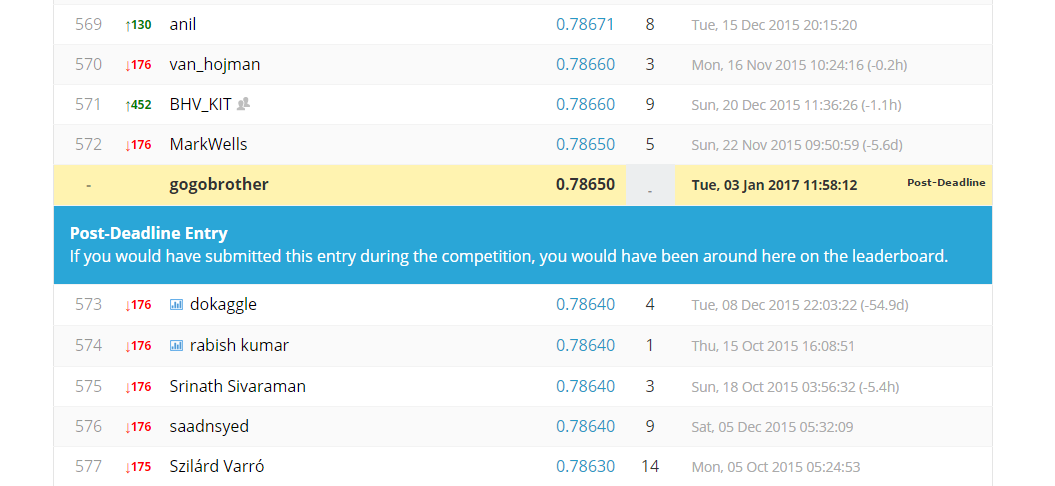 569 ↑130 anil 0.78671 8 Tue, 15 Dec 2015 20:15:20
570 ↓176 van_hojman 0.78660 3 Mon, 16 Nov 2015 10:24:16 (-0.2h)
571 ↑452 BHV_KIT 0.78660 9 Sun, 20 Dec 2015 11:36:26 (-1.1h)
572 ↓176 MarkWells 0.78650 5 Sun, 22 Nov 2015 09:50:59 (-5.6d)
- gogobrother 0.78650 - Tue, 03 Jan 2017 11:58:12 Post-Deadline
Post-Deadline Entry
If you would have submitted this entry during the competition, you would have been around here on the leaderboard.
573 ↓176 dokaggle 0.78640 4 Tue, 08 Dec 2015 22:03:22 (-54.9d)
574 ↓176 rabish kumar 0.78640 1 Thu, 15 Oct 2015 16:08:51
575 ↓176 Srinath Sivaraman 0.78640 3 Sun, 18 Oct 2015 03:56:32 (-5.4h)
576 ↓176 saadnsyed 0.78640 9 Sat, 05 Dec 2015 05:32:09
577 ↓175 Szilárd Varró 0.78630 14 Mon, 05 Oct 2015 05:24:53